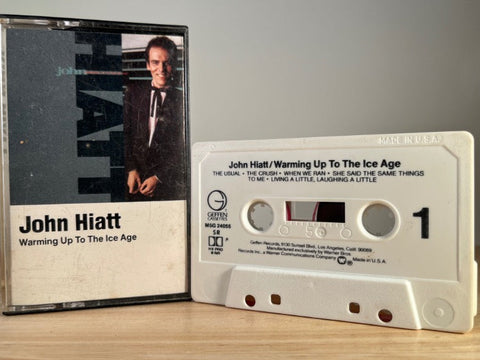 HIATT
john
John Hiatt
Warming Up To The Ice Age
MADE IN U.S.A.
John Hiatt/Warming Up To The Ice Age
THE USUAL • THE CRUSH • WHEN WE RAN • SHE SAID THE SAME THINGS
TO ME • LIVING A LITTLE, LAUGHING A LITTLE
GEFFEN
CASSETTES
M5G 24055
SR
HX PRO
50
1
Geffen Records, 9130 Sunset Blvd., Los Angeles, Calif. 90069
Manufactured exclusively by Warner Bros.
Records Inc., a Warner Communications Company
Made in U.S.A.